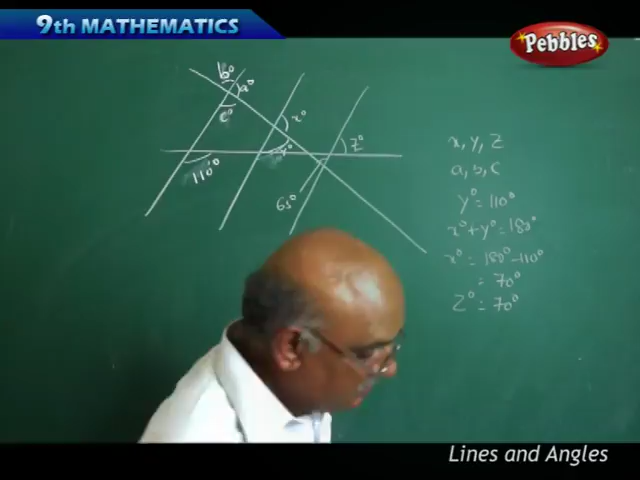 9th MATHEMATICS
Pebbles
b°
a°
c°
x°
y°
z°
110°
65°
x, y, z
a, b, c
y° = 110°
x° + y° = 180°
x° = 180° - 110°
= 70°
z° = 70°
Lines and Angles